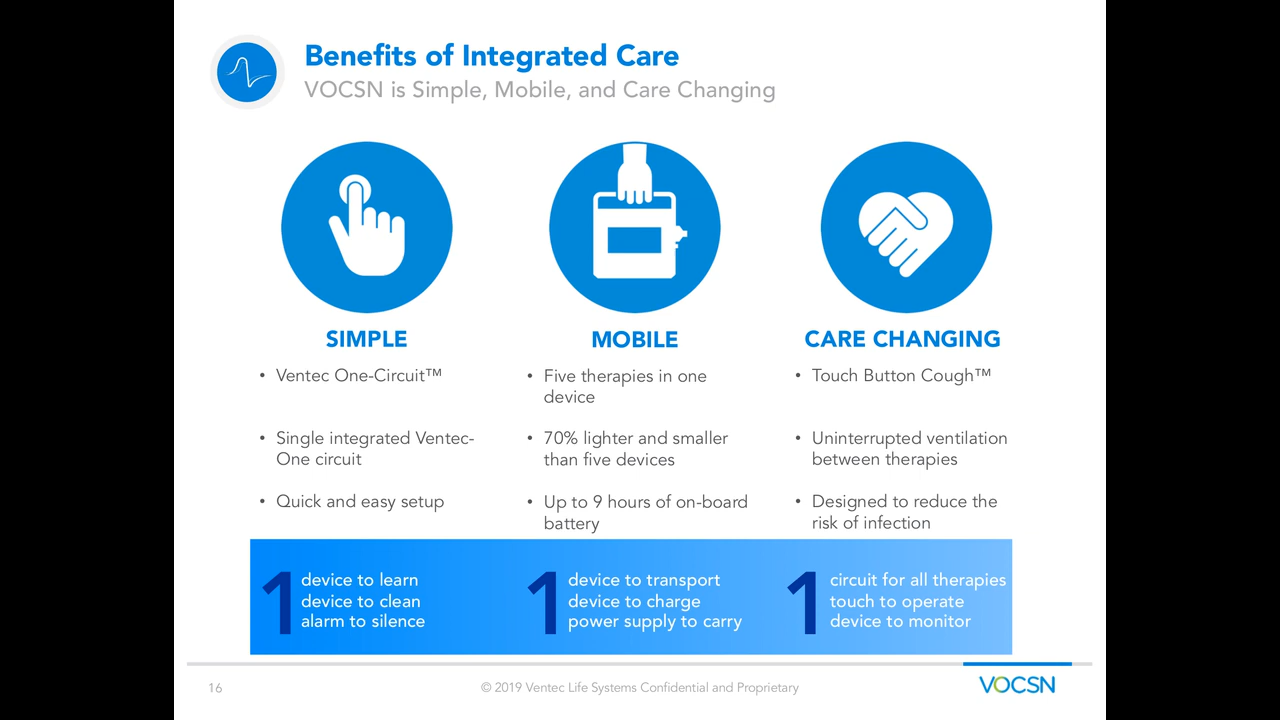 Benefits of Integrated Care
VOCSN is Simple, Mobile, and Care Changing
SIMPLE
• Ventec One-Circuit™
• Single integrated Ventec-
One circuit
• Quick and easy setup
MOBILE
• Five therapies in one
device
• 70% lighter and smaller
than five devices
• Up to 9 hours of on-board
battery
CARE CHANGING
• Touch Button Cough™
• Uninterrupted ventilation
between therapies
• Designed to reduce the
risk of infection
1
device to learn
device to clean
alarm to silence
1
device to transport
device to charge
power supply to carry
1
circuit for all therapies
touch to operate
device to monitor
16
© 2019 Ventec Life Systems Confidential and Proprietary
VOCSN